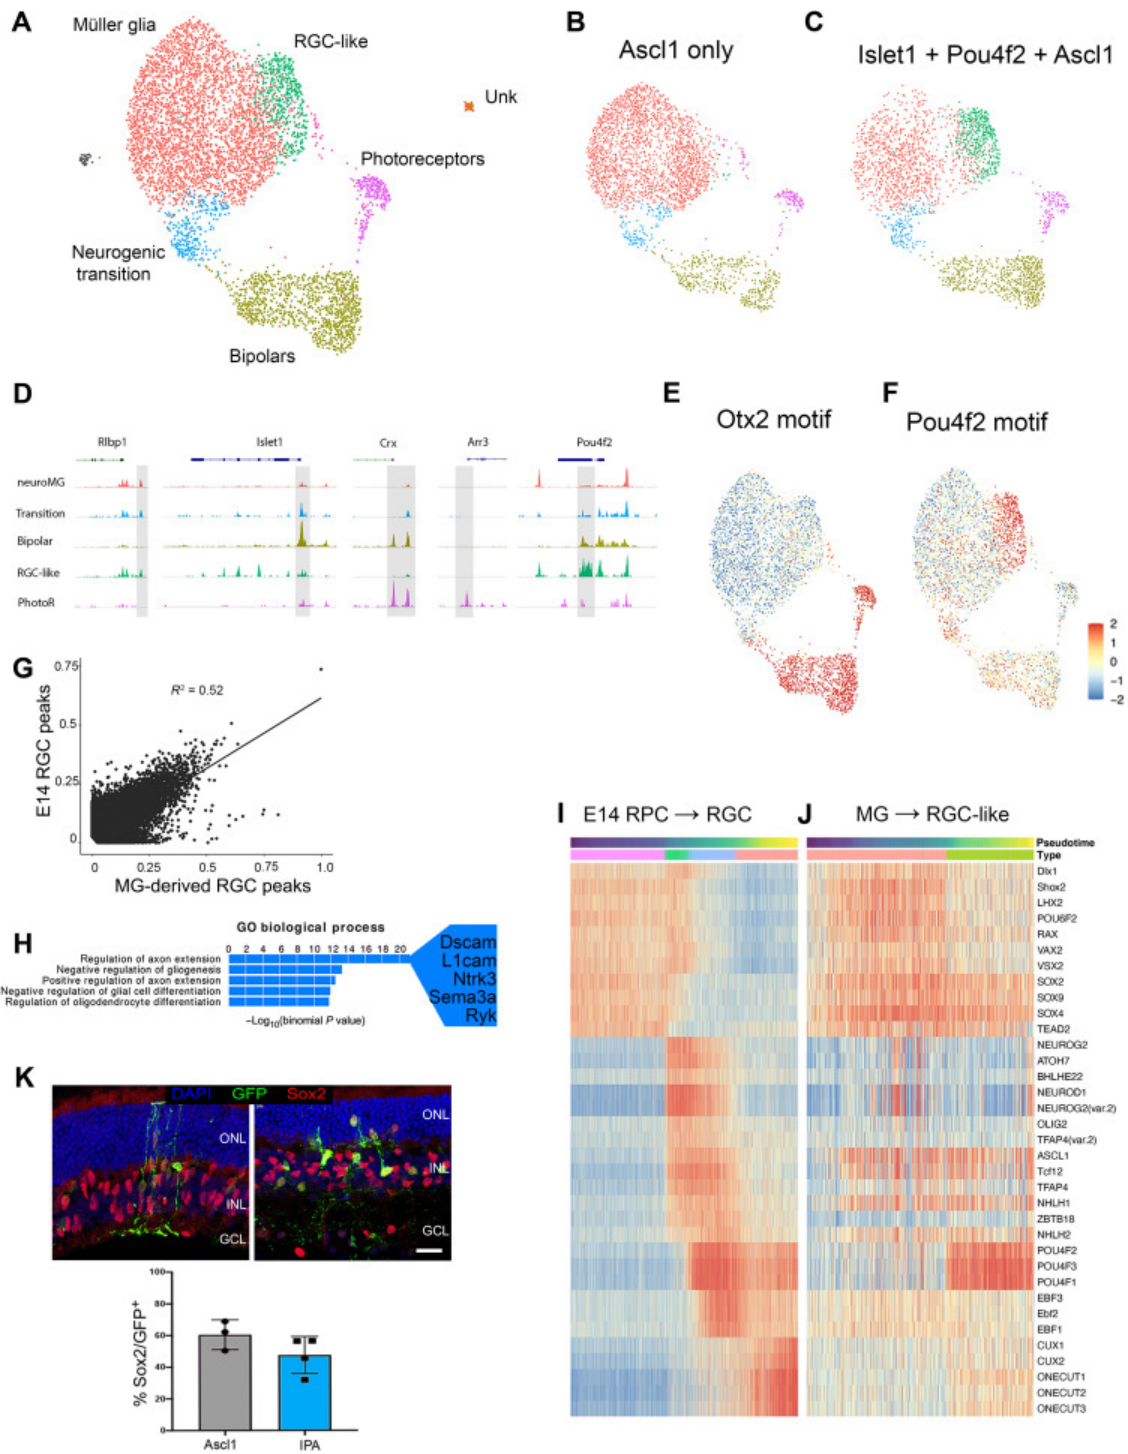 A
Müller glia
RGC-like
Unk
Photoreceptors
Neurogenic
transition
Bipolars
B
Ascl1 only
C
Islet1 + Pou4f2 + Ascl1
D
Rlbp1
Islet1
Crx
Arr3
Pou4f2
neuroMG
Transition
Bipolar
RGC-like
PhotoR
E
Otx2 motif
F
Pou4f2 motif
2
1
0
−1
−2
G
R² = 0.52
0.75
0.5
0.25
0
E14 RGC peaks
0
0.25
0.5
0.75
1.0
MG-derived RGC peaks
H
GO biological process
0 2 4 6 8 10 12 14 16 18 20
Regulation of axon extension
Negative regulation of gliogenesis
Positive regulation of axon extension
Negative regulation of glial cell differentiation
Regulation of oligodendrocyte differentiation
−Log10(binomial P value)
Dscam
L1cam
Ntrk3
Sema3a
Ryk
I
E14 RPC → RGC
J
MG → RGC-like
Pseudotime
Type
Dlx1
Shox2
LHX2
POU6F2
RAX
VAX2
VSX2
SOX2
SOX9
SOX4
TEAD2
NEUROG2
ATOH7
BHLHE22
NEUROD1
NEUROG2(var.2)
OLIG2
TFAP4(var.2)
ASCL1
Tcf12
TFAP4
NHLH1
ZBTB18
NHLH2
POU4F2
POU4F3
POU4F1
EBF3
Ebf2
EBF1
CUX1
CUX2
ONECUT1
ONECUT2
ONECUT3
K
DAPI GFP Sox2
ONL
INL
GCL
ONL
INL
GCL
% Sox2/GFP+
100
80
60
40
20
0
Ascl1
IPA